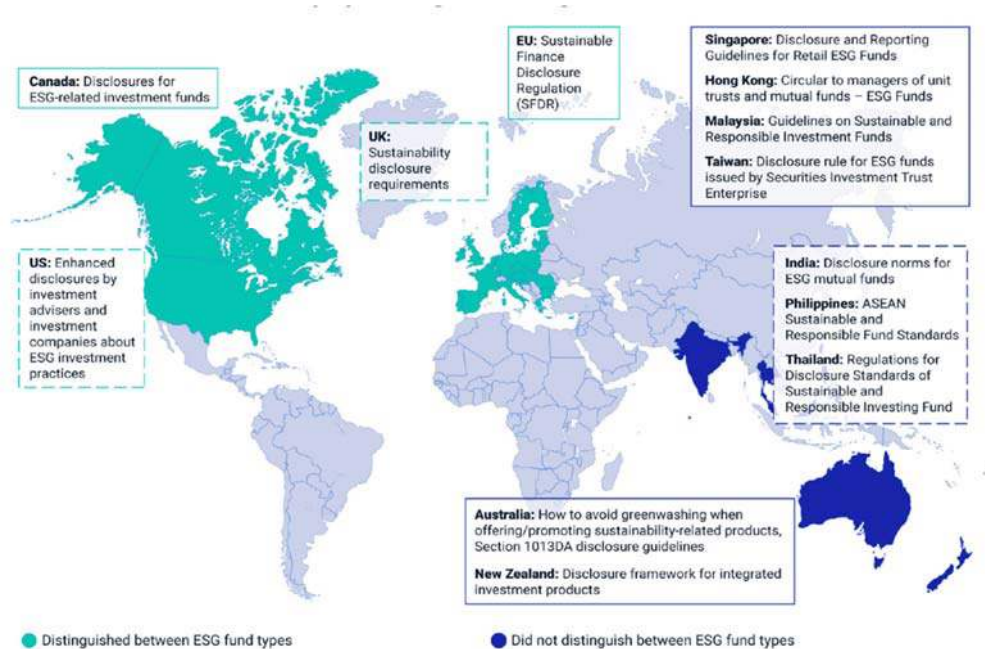 Canada: Disclosures for
ESG-related investment funds
EU: Sustainable
Finance
Disclosure
Regulation
(SFDR)
UK:
Sustainability
disclosure
requirements
Singapore: Disclosure and Reporting
Guidelines for Retail ESG Funds
Hong Kong: Circular to managers of unit
trusts and mutual funds – ESG Funds
Malaysia: Guidelines on Sustainable and
Responsible Investment Funds
Taiwan: Disclosure rule for ESG funds
issued by Securities Investment Trust
Enterprise
US: Enhanced
disclosures by
investment
advisers and
investment
companies about
ESG investment
practices
India: Disclosure norms for
ESG mutual funds
Philippines: ASEAN
Sustainable and
Responsible Fund Standards
Thailand: Regulations for
Disclosure Standards of
Sustainable and
Responsible Investing Fund
Australia: How to avoid greenwashing when
offering/promoting sustainability-related products,
Section 1013DA disclosure guidelines
New Zealand: Disclosure framework for integrated
investment products
Distinguished between ESG fund types
Did not distinguish between ESG fund types